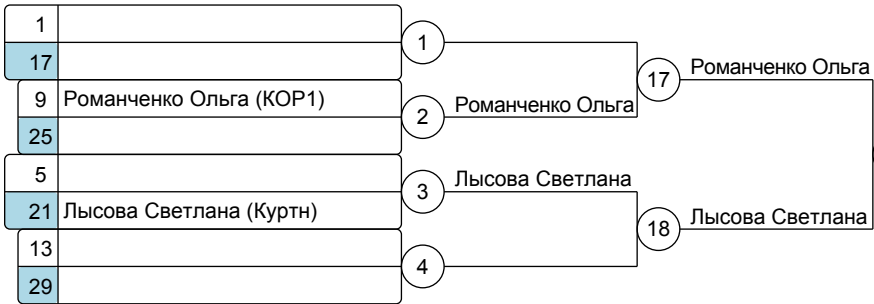 1
1
17
17
Романченко Ольга
9 Романченко Ольга (КОР1)
2
Романченко Ольга
25
5
3
Лысова Светлана
21 Лысова Светлана (Куртн)
18
Лысова Светлана
13
4
29